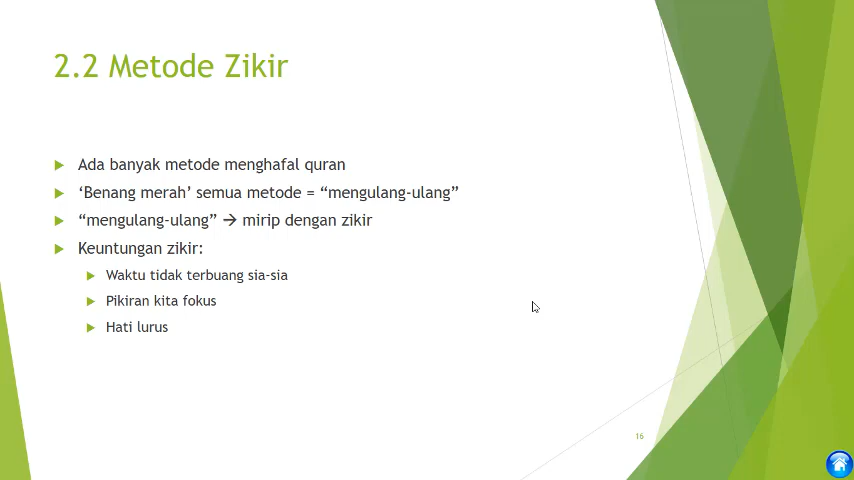 2.2 Metode Zikir
Ada banyak metode menghafal quran
‘Benang merah’ semua metode = “mengulang-ulang”
“mengulang-ulang” → mirip dengan zikir
Keuntungan zikir:
Waktu tidak terbuang sia-sia
Pikiran kita fokus
Hati lurus
16